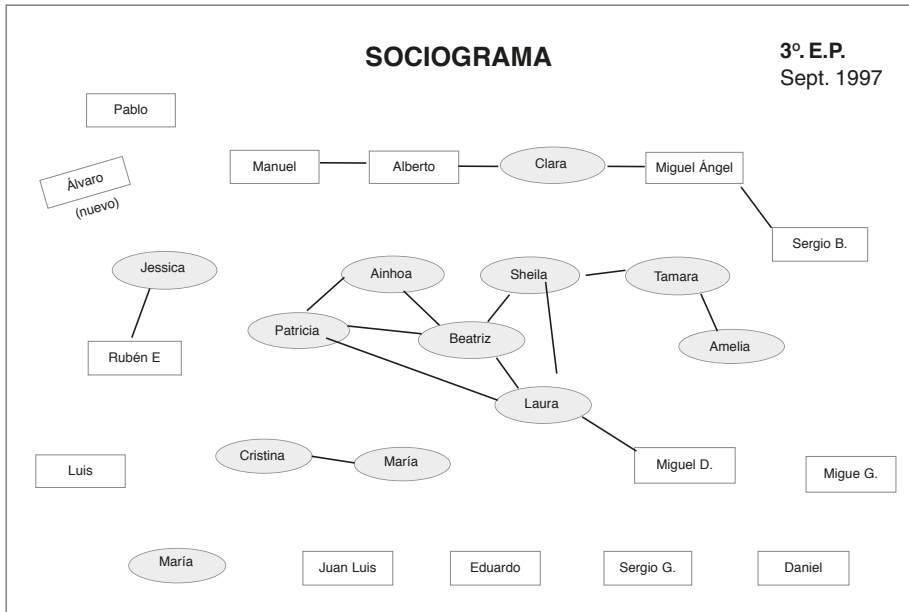 SOCIOGRAMA
3º. E.P.
Sept. 1997
Pablo
Álvaro
(nuevo)
Manuel
Alberto
Clara
Miguel Ángel
Sergio B.
Jessica
Ainhoa
Sheila
Tamara
Patricia
Beatriz
Amelia
Rubén E
Laura
Cristina
María
Luis
Miguel D.
Migue G.
María
Juan Luis
Eduardo
Sergio G.
Daniel